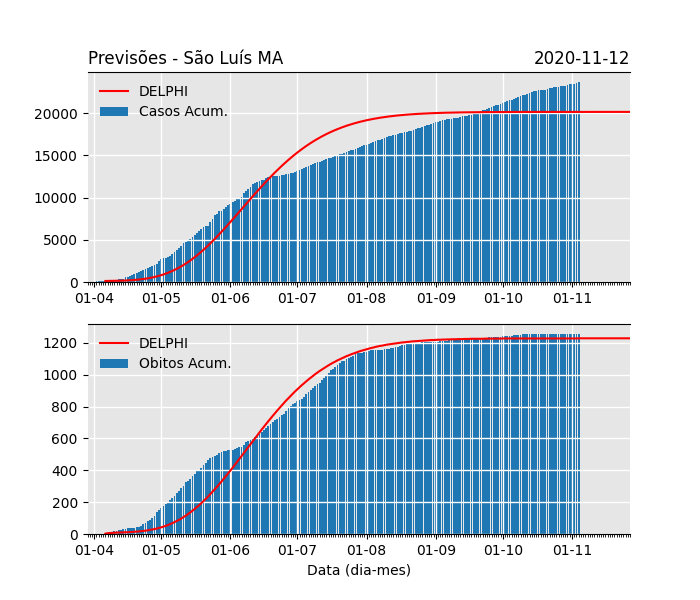 Previsões - São Luís MA 2020-11-12
DELPHI
Casos Acum.
20000
15000
10000
5000
0
01-04 01-05 01-06 01-07 01-08 01-09 01-10 01-11
DELPHI
Obitos Acum.
1200
1000
800
600
400
200
0
01-04 01-05 01-06 01-07 01-08 01-09 01-10 01-11
Data (dia-mes)